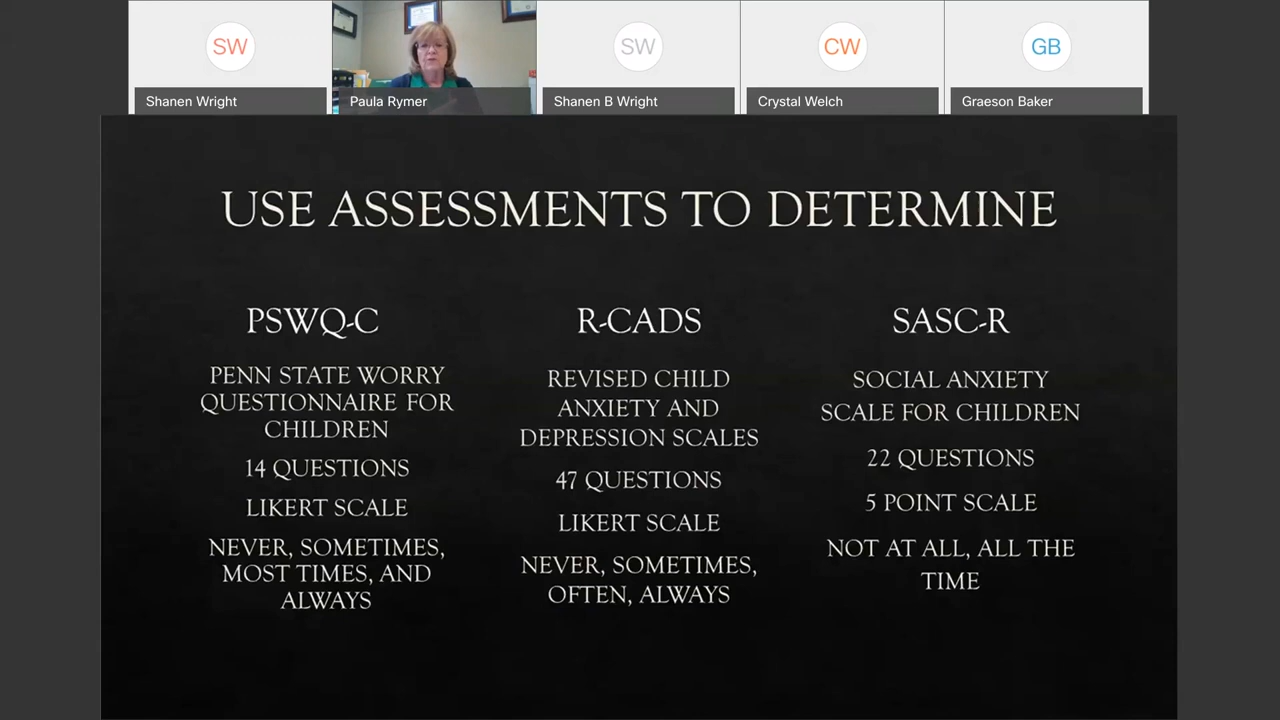 SW
SW
CW
GB
Shanen Wright
Paula Rymer
Shanen B Wright
Crystal Welch
Graeson Baker
USE ASSESSMENTS TO DETERMINE
PSWQ-C
PENN STATE WORRY
QUESTIONNAIRE FOR
CHILDREN
14 QUESTIONS
LIKERT SCALE
NEVER, SOMETIMES,
MOST TIMES, AND
ALWAYS
R-CADS
REVISED CHILD
ANXIETY AND
DEPRESSION SCALES
47 QUESTIONS
LIKERT SCALE
NEVER, SOMETIMES,
OFTEN, ALWAYS
SASC-R
SOCIAL ANXIETY
SCALE FOR CHILDREN
22 QUESTIONS
5 POINT SCALE
NOT AT ALL, ALL THE
TIME